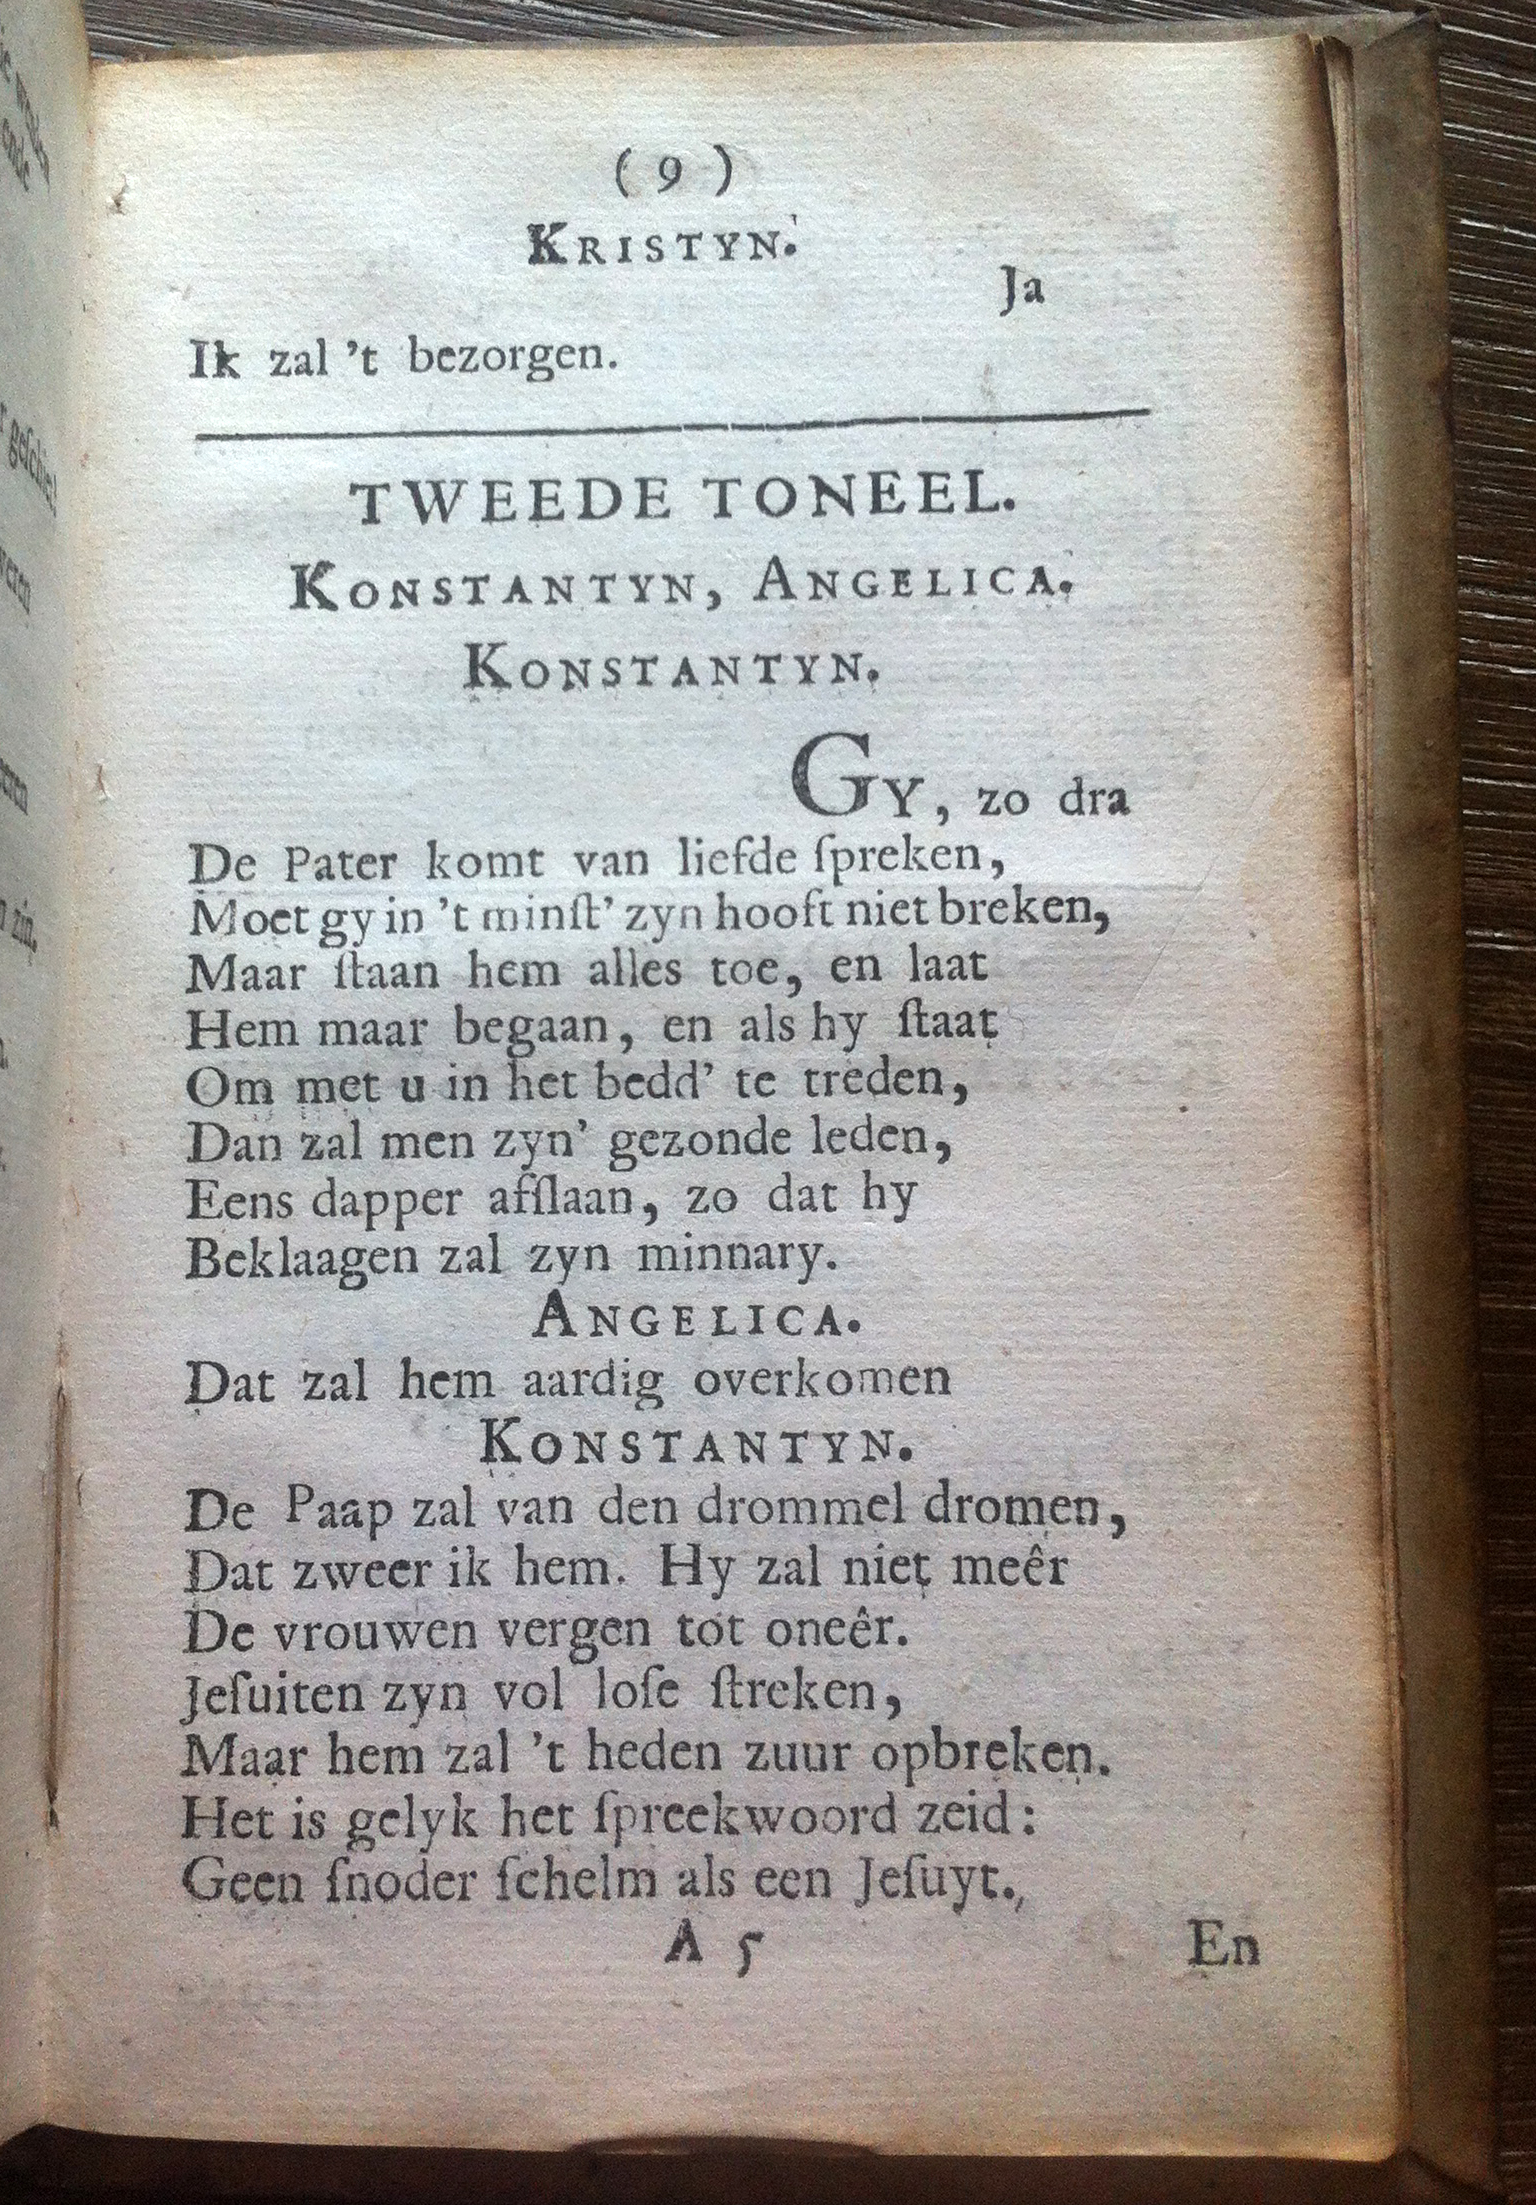 ( 9 )
KRISTYN.
Ja
Ik zal 't bezorgen.
TWEEDE TONEEL.
KONSTANTYN, ANGELICA.
KONSTANTYN.
GY, zo dra
De Pater komt van liefde ſpreken,
Moet gy in 't minſt' zyn hooft niet breken,
Maar ſtaan hem alles toe, en laat
Hem maar begaan, en als hy ſtaat
Om met u in het bedd' te treden,
Dan zal men zyn' gezonde leden,
Eens dapper afſlaan, zo dat hy
Beklaagen zal zyn minnary.
ANGELICA.
Dat zal hem aardig overkomen
KONSTANTYN.
De Paap zal van den drommel dromen,
Dat zweer ik hem. Hy zal niet meêr
De vrouwen vergen tot oneêr.
Jeſuiten zyn vol loſe ſtreken,
Maar hem zal 't heden zuur opbreken.
Het is gelyk het ſpreekwoord zeid:
Geen ſnoder ſchelm als een Jeſuyt.
A 5
En